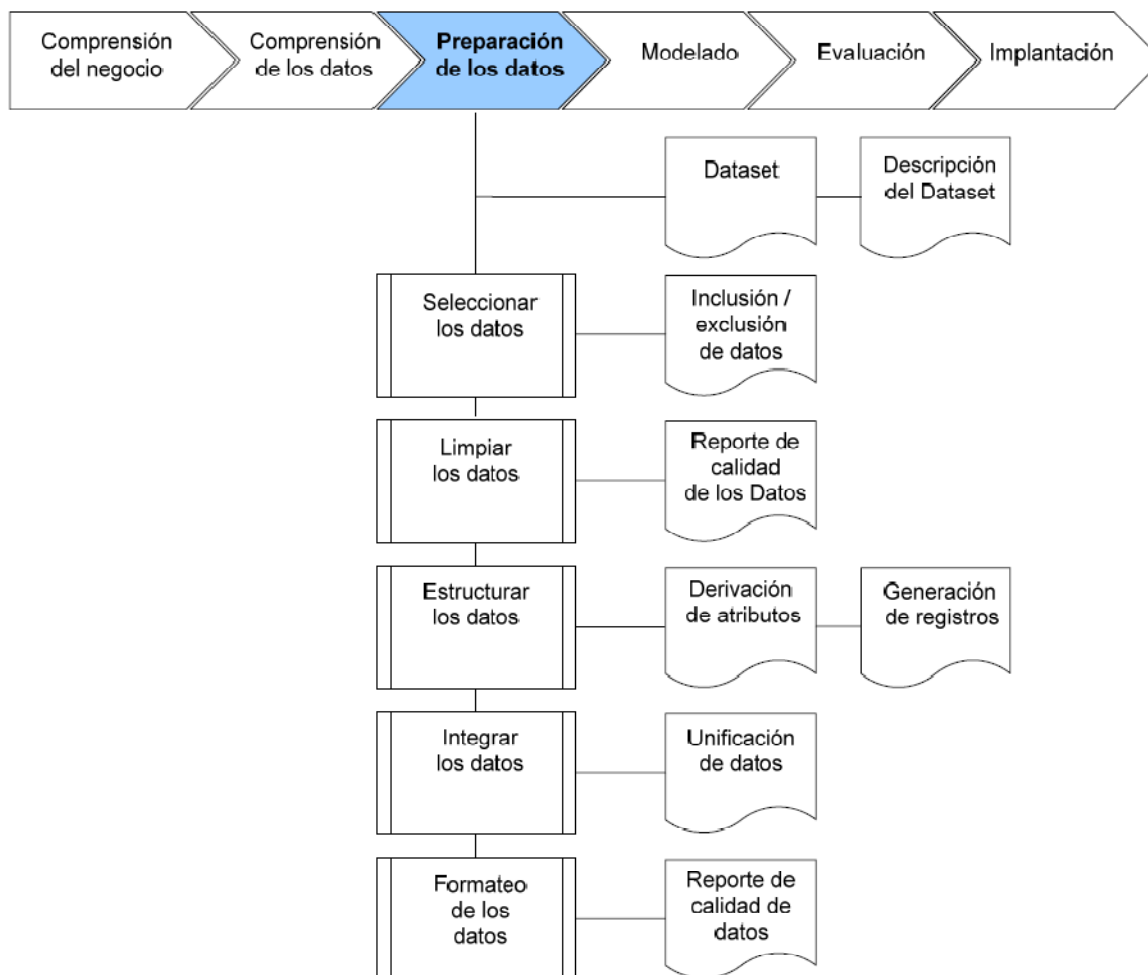 Comprensión
del negocio
Comprensión
de los datos
Preparación
de los datos
Modelado
Evaluación
Implantación
Dataset
Descripción
del Dataset
Seleccionar
los datos
Inclusión /
exclusión
de datos
Limpiar
los datos
Reporte de
calidad
de los Datos
Estructurar
los datos
Derivación
de atributos
Generación
de registros
Integrar
los datos
Unificación
de datos
Formateo
de los
datos
Reporte de
calidad de
datos